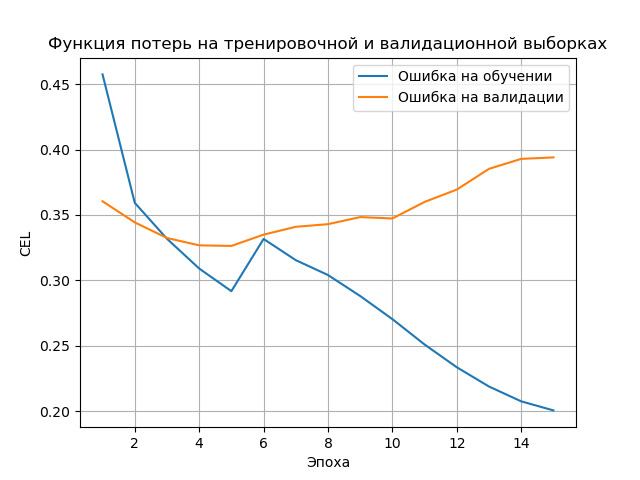 Функция потерь на тренировочной и валидационной выборках
Ошибка на обучении
Ошибка на валидации
0.45
0.40
0.35
0.30
0.25
0.20
CEL
2 4 6 8 10 12 14
Эпоха